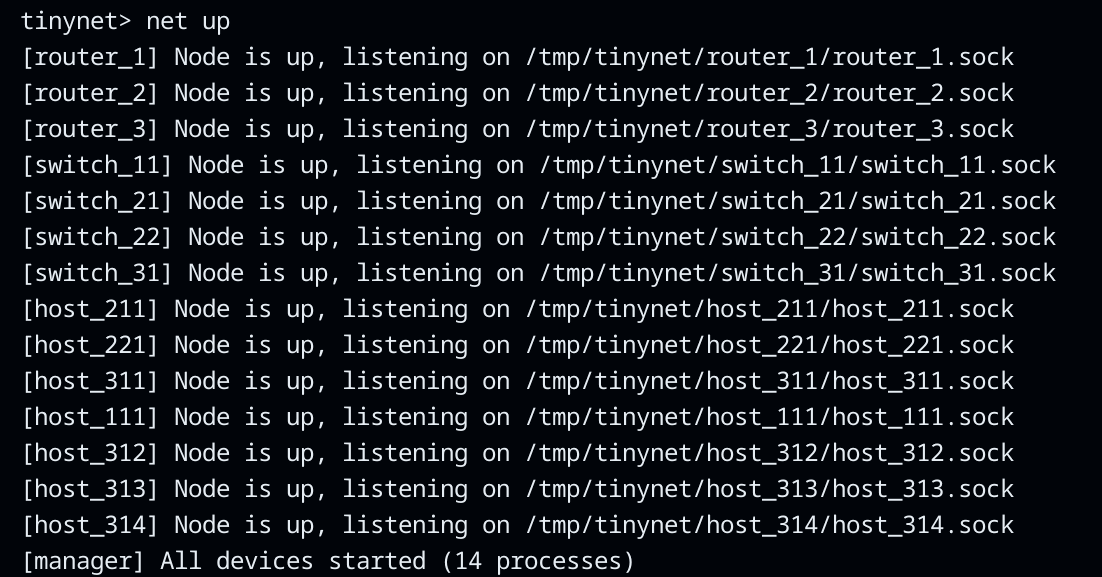 tinynet> net up
[router_1] Node is up, listening on /tmp/tinynet/router_1/router_1.sock
[router_2] Node is up, listening on /tmp/tinynet/router_2/router_2.sock
[router_3] Node is up, listening on /tmp/tinynet/router_3/router_3.sock
[switch_11] Node is up, listening on /tmp/tinynet/switch_11/switch_11.sock
[switch_21] Node is up, listening on /tmp/tinynet/switch_21/switch_21.sock
[switch_22] Node is up, listening on /tmp/tinynet/switch_22/switch_22.sock
[switch_31] Node is up, listening on /tmp/tinynet/switch_31/switch_31.sock
[host_211] Node is up, listening on /tmp/tinynet/host_211/host_211.sock
[host_221] Node is up, listening on /tmp/tinynet/host_221/host_221.sock
[host_311] Node is up, listening on /tmp/tinynet/host_311/host_311.sock
[host_111] Node is up, listening on /tmp/tinynet/host_111/host_111.sock
[host_312] Node is up, listening on /tmp/tinynet/host_312/host_312.sock
[host_313] Node is up, listening on /tmp/tinynet/host_313/host_313.sock
[host_314] Node is up, listening on /tmp/tinynet/host_314/host_314.sock
[manager] All devices started (14 processes)